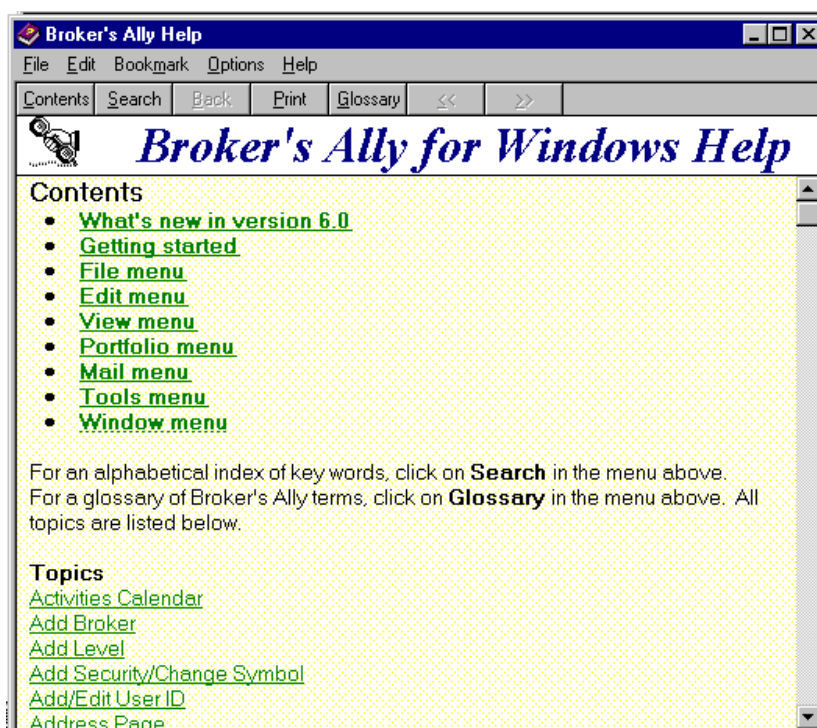 Broker's Ally Help
File Edit Bookmark Options Help
Contents Search Back Print Glossary << >>
Broker's Ally for Windows Help
Contents
• What's new in version 6.0
• Getting started
• File menu
• Edit menu
• View menu
• Portfolio menu
• Mail menu
• Tools menu
• Window menu
For an alphabetical index of key words, click on Search in the menu above.
For a glossary of Broker's Ally terms, click on Glossary in the menu above. All
topics are listed below.
Topics
Activities Calendar
Add Broker
Add Level
Add Security/Change Symbol
Add/Edit User ID
Address Page